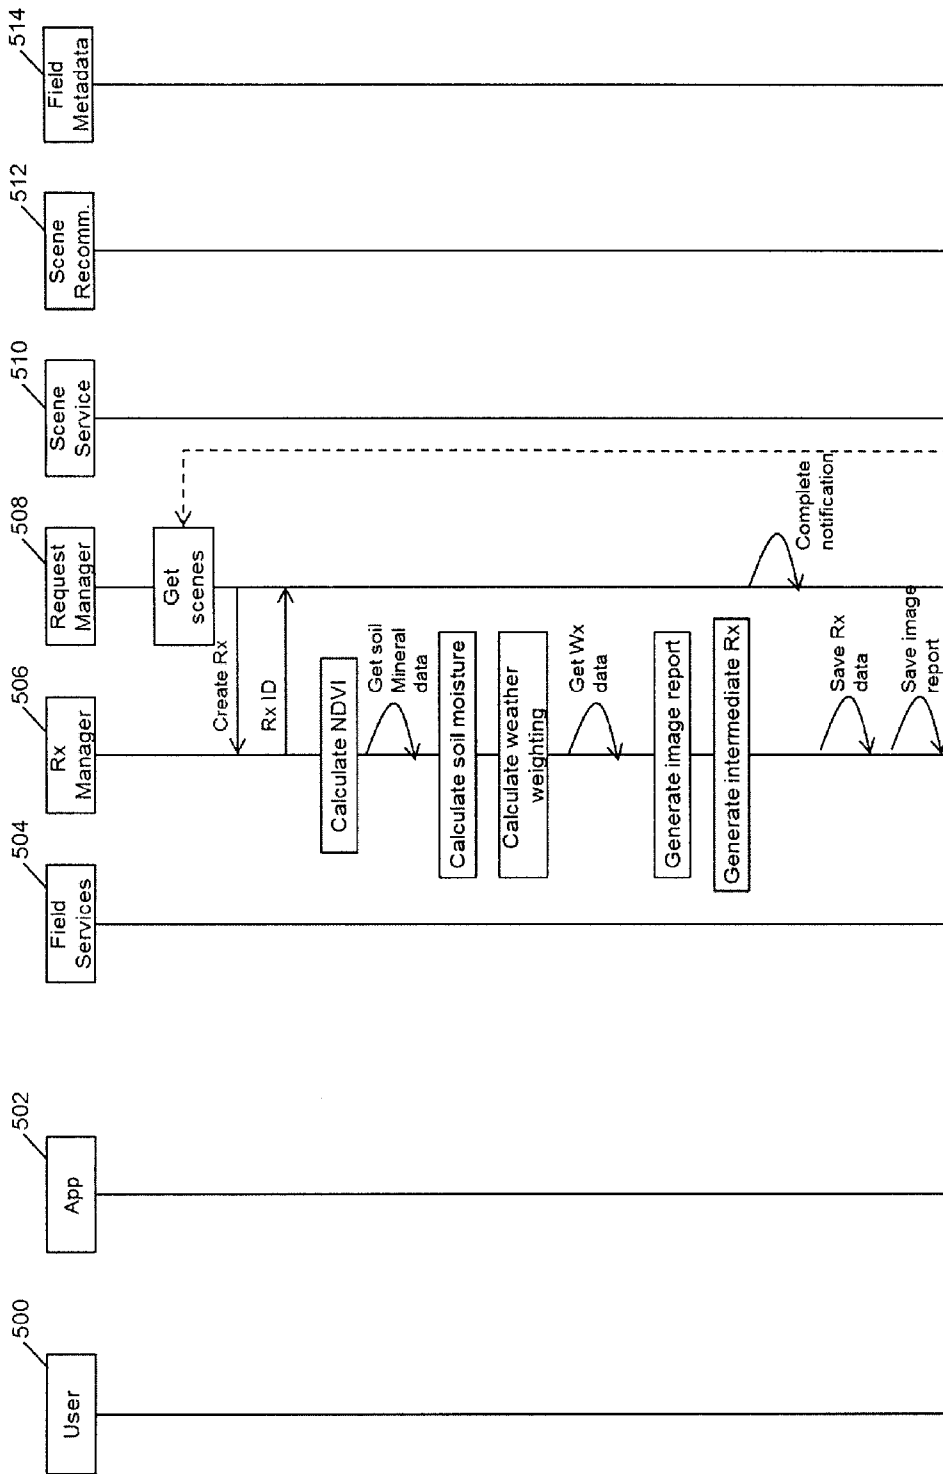 500
User
502
App
504
Field
Services
506
Rx
Manager
508
Request
Manager
510
Scene
Service
512
Scene
Recomm.
514
Field
Metadata
Get
scenes
Create Rx
Rx ID
Calculate NDVI
Get soil
Mineral
data
Calculate soil moisture
Calculate weather
weighting
Get Wx
data
Generate image report
Generate intermediate Rx
Complete
notification
Save Rx
data
Save image
report